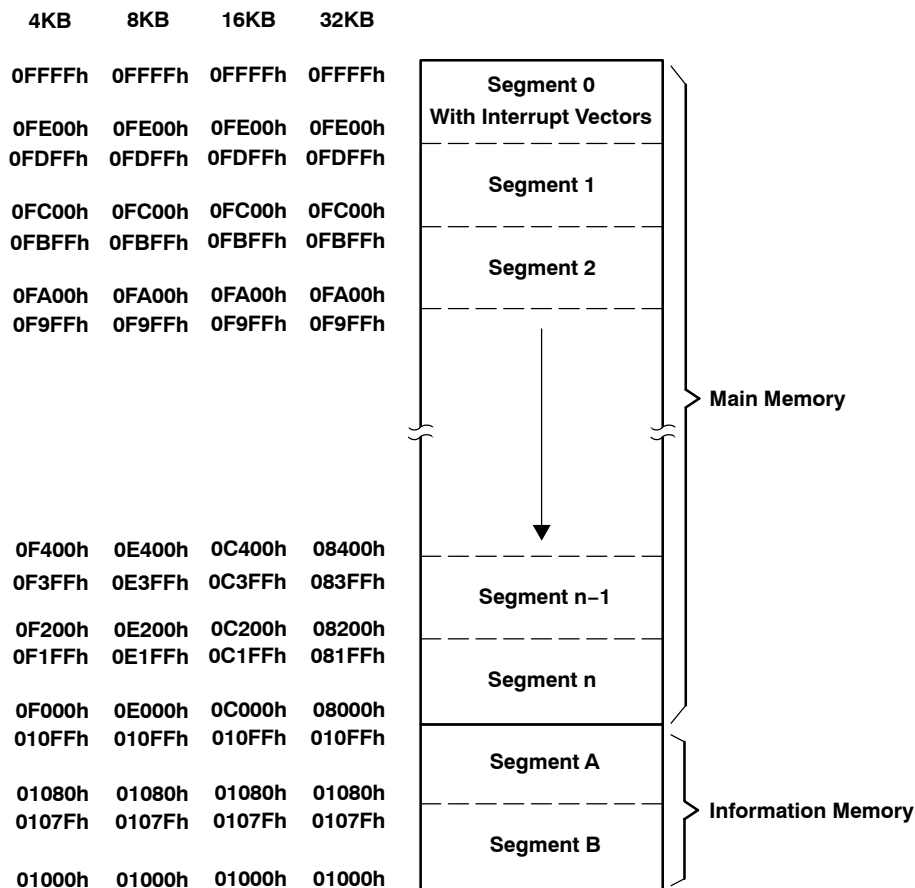 4KB 8KB 16KB 32KB
0FFFFh 0FFFFh 0FFFFh 0FFFFh
Segment 0
With Interrupt Vectors
0FE00h 0FE00h 0FE00h 0FE00h
0FDFFh 0FDFFh 0FDFFh 0FDFFh
Segment 1
0FC00h 0FC00h 0FC00h 0FC00h
0FBFFh 0FBFFh 0FBFFh 0FBFFh
Segment 2
0FA00h 0FA00h 0FA00h 0FA00h
0F9FFh 0F9FFh 0F9FFh 0F9FFh
Main Memory
0F400h 0E400h 0C400h 08400h
0F3FFh 0E3FFh 0C3FFh 083FFh
Segment n−1
0F200h 0E200h 0C200h 08200h
0F1FFh 0E1FFh 0C1FFh 081FFh
Segment n
0F000h 0E000h 0C000h 08000h
010FFh 010FFh 010FFh 010FFh
Segment A
01080h 01080h 01080h 01080h
0107Fh 0107Fh 0107Fh 0107Fh
Information Memory
Segment B
01000h 01000h 01000h 01000h